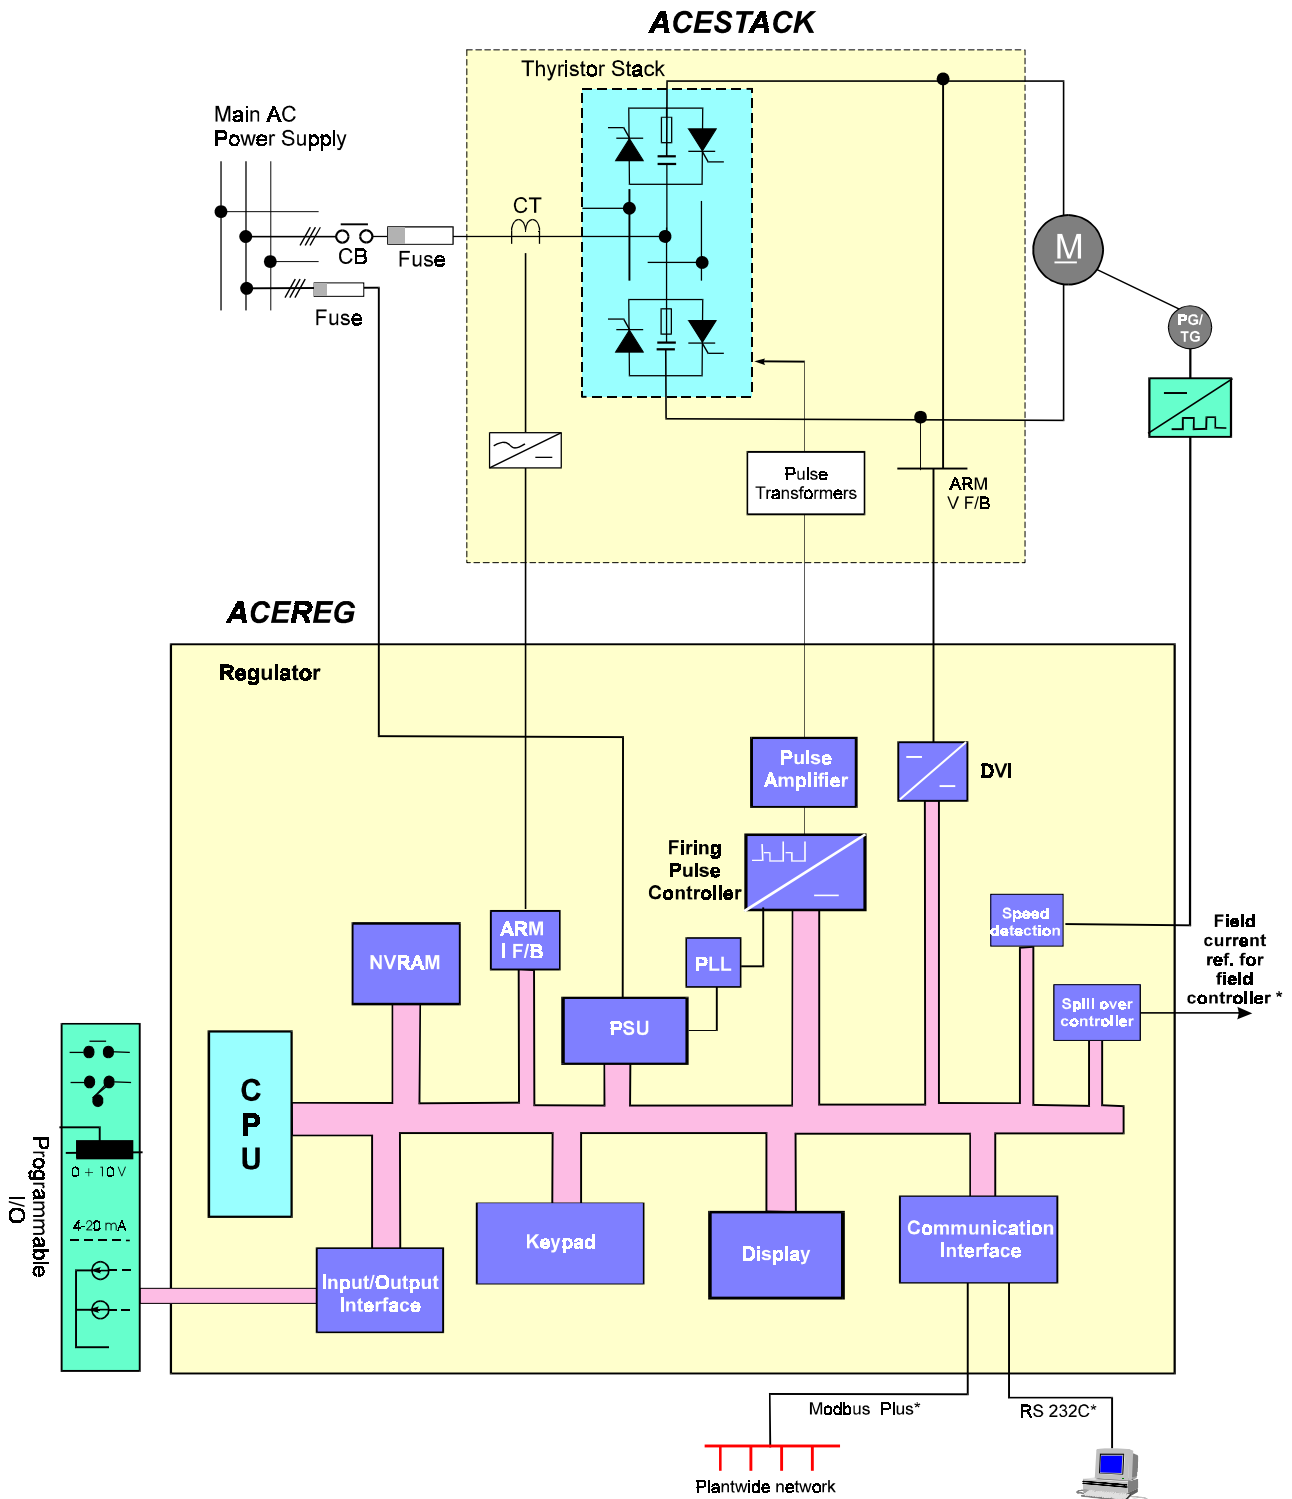 ACESTACK
Thyristor Stack
Main AC
Power Supply
CT
CB
Fuse
Fuse
M
PG/
TG
Pulse
Transformers
ARM
V F/B
ACEREG
Regulator
Pulse
Amplifier
DVI
Firing
Pulse
Controller
Speed
detection
Field
current
ref. for
field
controller *
ARM
I F/B
NVRAM
PLL
PSU
Spill over
controller
C
P
U
Programmable
I/O
0 + 10 V
4-20 mA
Keypad
Display
Communication
Interface
Input/Output
Interface
Modbus Plus*
RS 232C*
Plantwide network